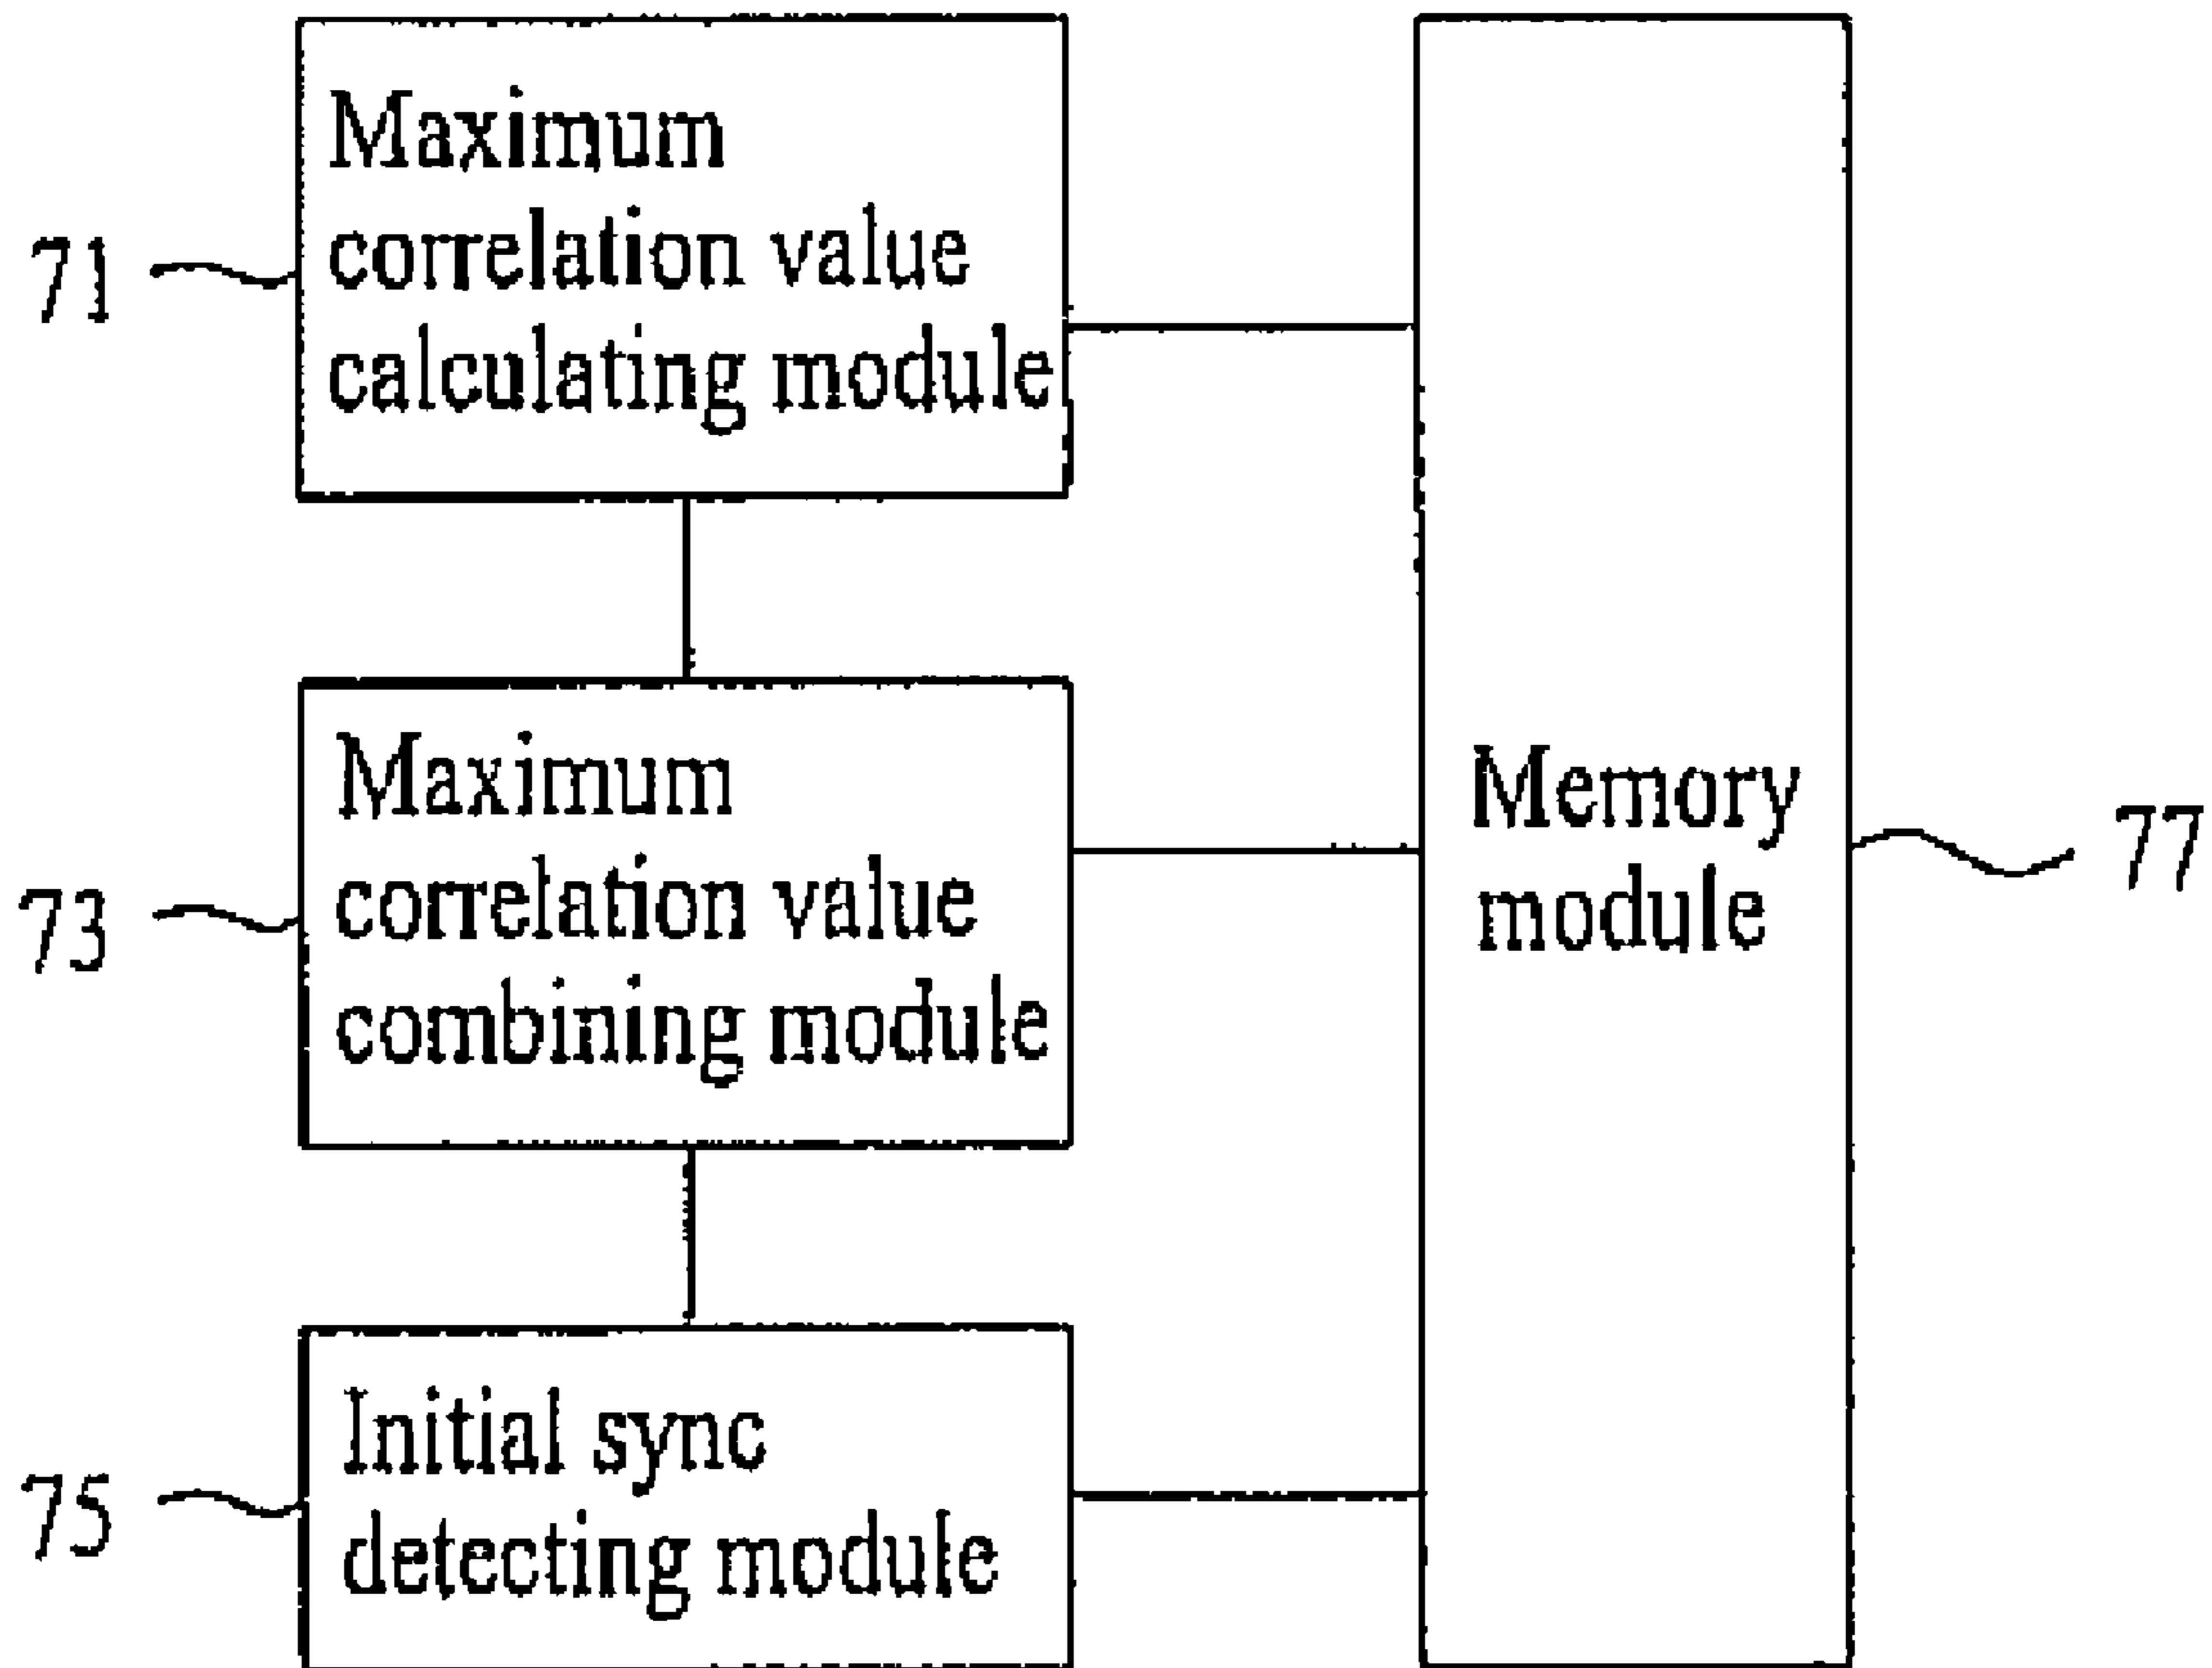 71
Maximum
correlation value
calculating module
73
Maximum
correlation value
combining module
75
Initial sync
detecting module
Memory
module
77